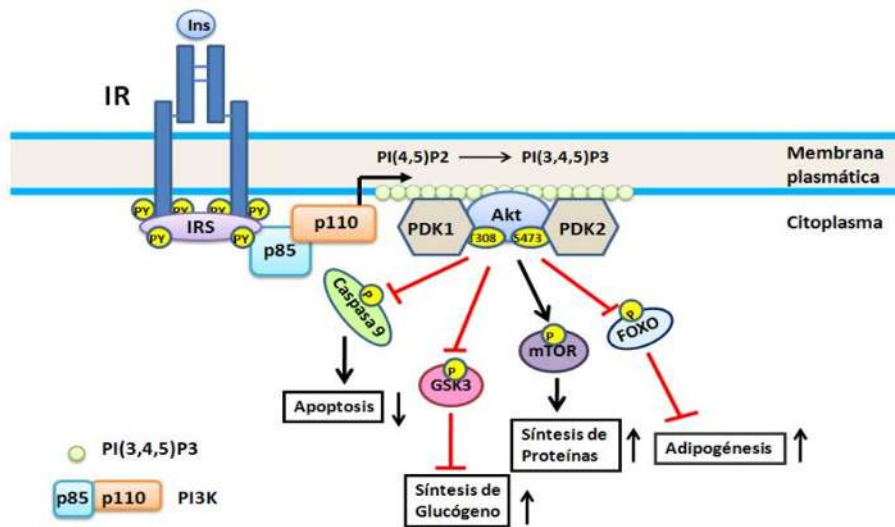 Ins
IR
PI(4,5)P2 → PI(3,4,5)P3
Membrana
plasmática
Citoplasma
PY PY PY PY
IRS
PY PY
p85
p110
PDK1
Akt
T308 S473
PDK2
P
Caspasa 9
P
GSK3
P
mTOR
P
FOXO
Apoptosis
Síntesis de
Glucógeno
Síntesis de
Proteínas
Adipogénesis
PI(3,4,5)P3
p85 p110 PI3K